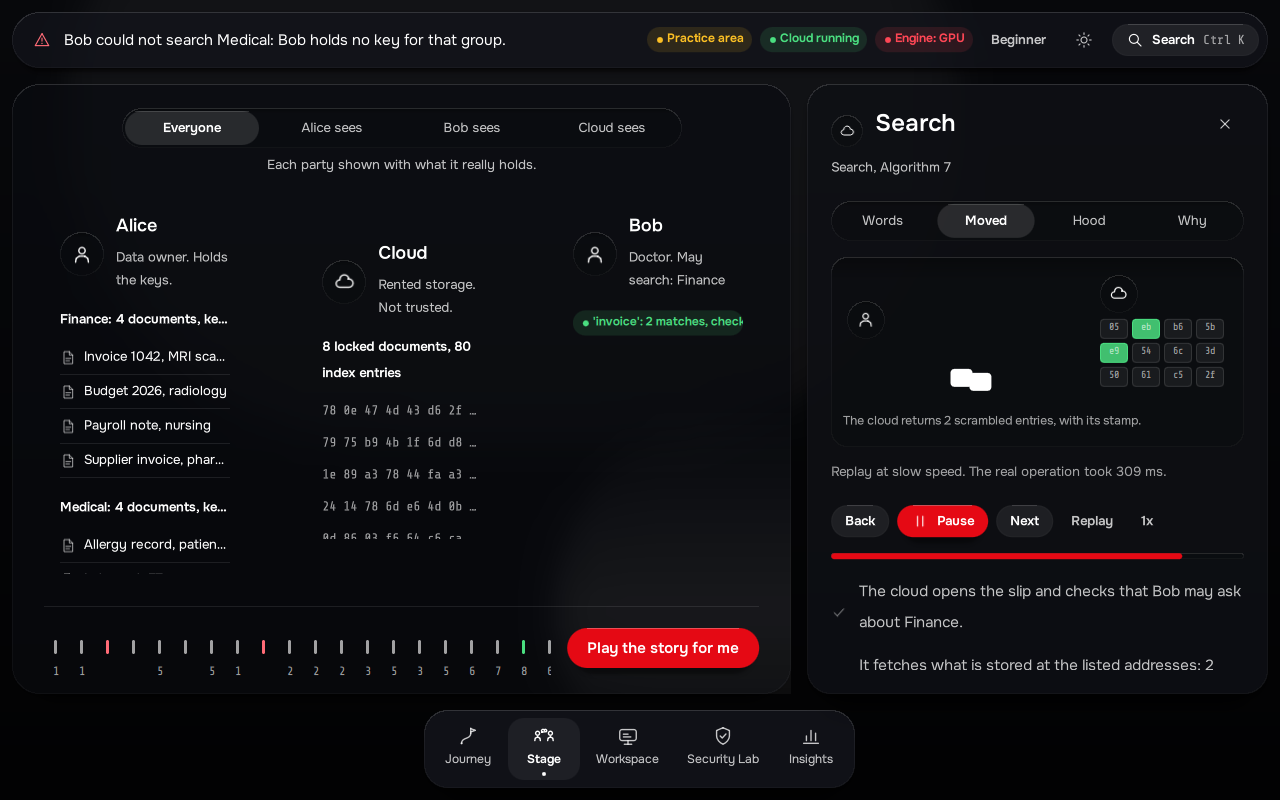 Bob could not search Medical: Bob holds no key for that group.
Practice area
Cloud running
Engine: GPU
Beginner
Search Ctrl K
Everyone
Alice sees
Bob sees
Cloud sees
Each party shown with what it really holds.
Alice
Data owner. Holds
the keys.
Finance: 4 documents, ke...
Invoice 1042, MRI sca...
Budget 2026, radiology
Payroll note, nursing
Supplier invoice, phar...
Medical: 4 documents, ke...
Allergy record, patien...
Cloud
Rented storage.
Not trusted.
8 locked documents, 80
index entries
78 0e 47 4d 43 d6 2f …
79 75 b9 4b 1f 6d d8 …
1e 89 a3 78 44 fa a3 …
24 14 78 6d e6 4d 0b …
Bob
Doctor. May
search: Finance
'invoice': 2 matches, check
1 1 5 5 1 2 2 2 3 5 3 5 6 7 8 6
Play the story for me
Search
Search, Algorithm 7
Words
Moved
Hood
Why
05 eb b6 5b
e9 54 6c 3d
50 61 c5 2f
The cloud returns 2 scrambled entries, with its stamp.
Replay at slow speed. The real operation took 309 ms.
Back
Pause
Next
Replay
1x
The cloud opens the slip and checks that Bob may ask
about Finance.
It fetches what is stored at the listed addresses: 2
Journey
Stage
Workspace
Security Lab
Insights